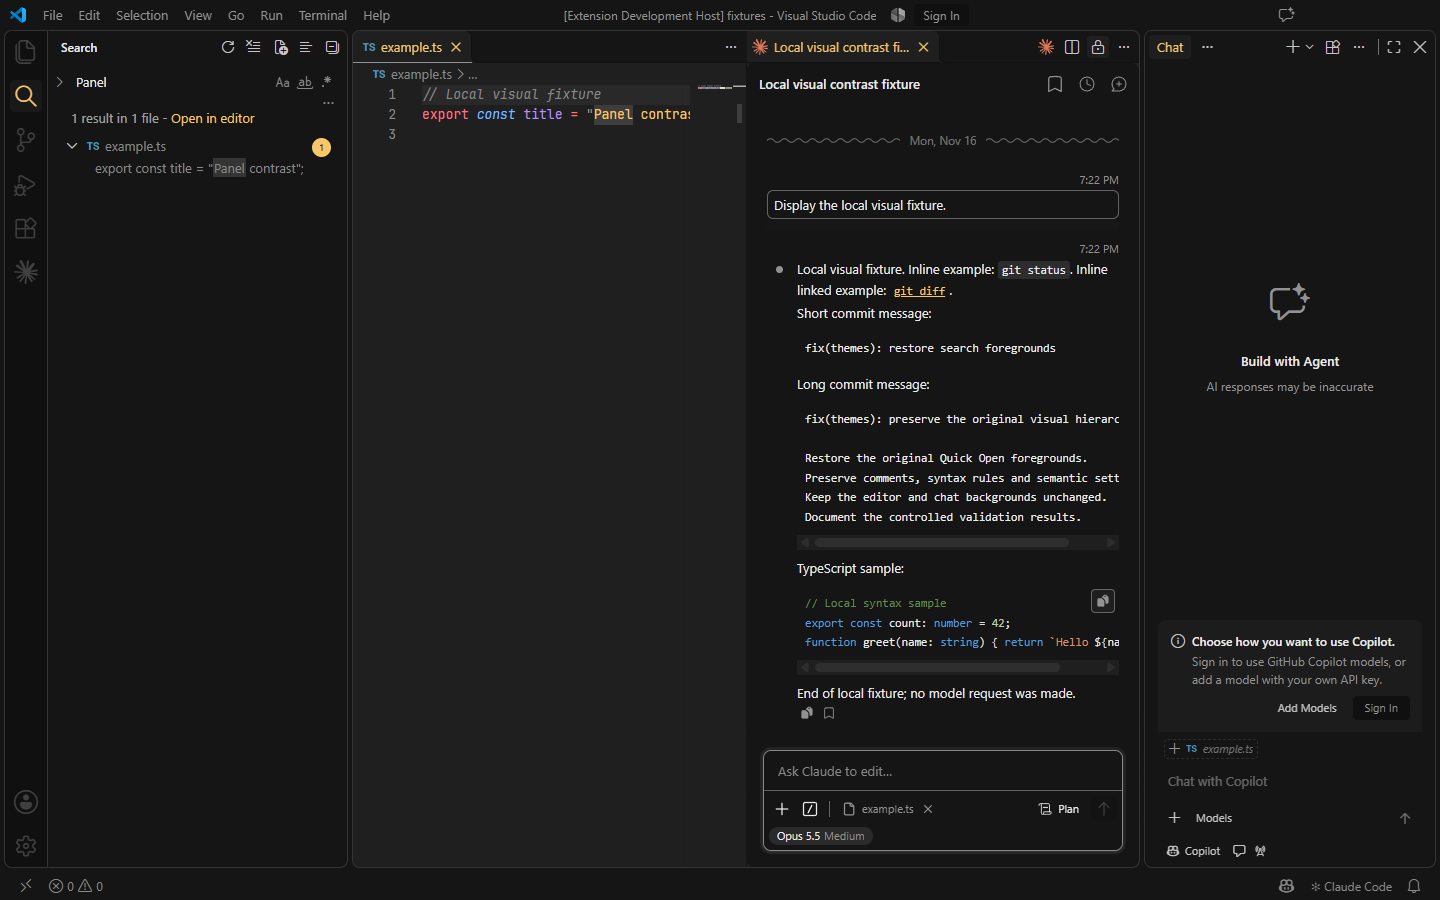 File Edit Selection View Go Run Terminal Help
[Extension Development Host] fixtures - Visual Studio Code
Sign In
Search
Panel
Aa ab .*
1 result in 1 file - Open in editor
TS example.ts
1
export const title = "Panel contrast";
TS example.ts
TS example.ts > ...
1 // Local visual fixture
2 export const title = "Panel contras
3
Local visual contrast fi...
Local visual contrast fixture
Mon, Nov 16
7:22 PM
Display the local visual fixture.
7:22 PM
Local visual fixture. Inline example: git status. Inline
linked example: git diff .
Short commit message:
fix(themes): restore search foregrounds
Long commit message:
fix(themes): preserve the original visual hierarc
Restore the original Quick Open foregrounds.
Preserve comments, syntax rules and semantic sett
Keep the editor and chat backgrounds unchanged.
Document the controlled validation results.
TypeScript sample:
// Local syntax sample
export const count: number = 42;
function greet(name: string) { return `Hello ${na
End of local fixture; no model request was made.
Ask Claude to edit...
example.ts
Plan
Opus 5.5 Medium
Chat
Build with Agent
AI responses may be inaccurate
Choose how you want to use Copilot.
Sign in to use GitHub Copilot models, or
add a model with your own API key.
Add Models
Sign In
TS example.ts
Chat with Copilot
Models
Copilot
0 0
Claude Code